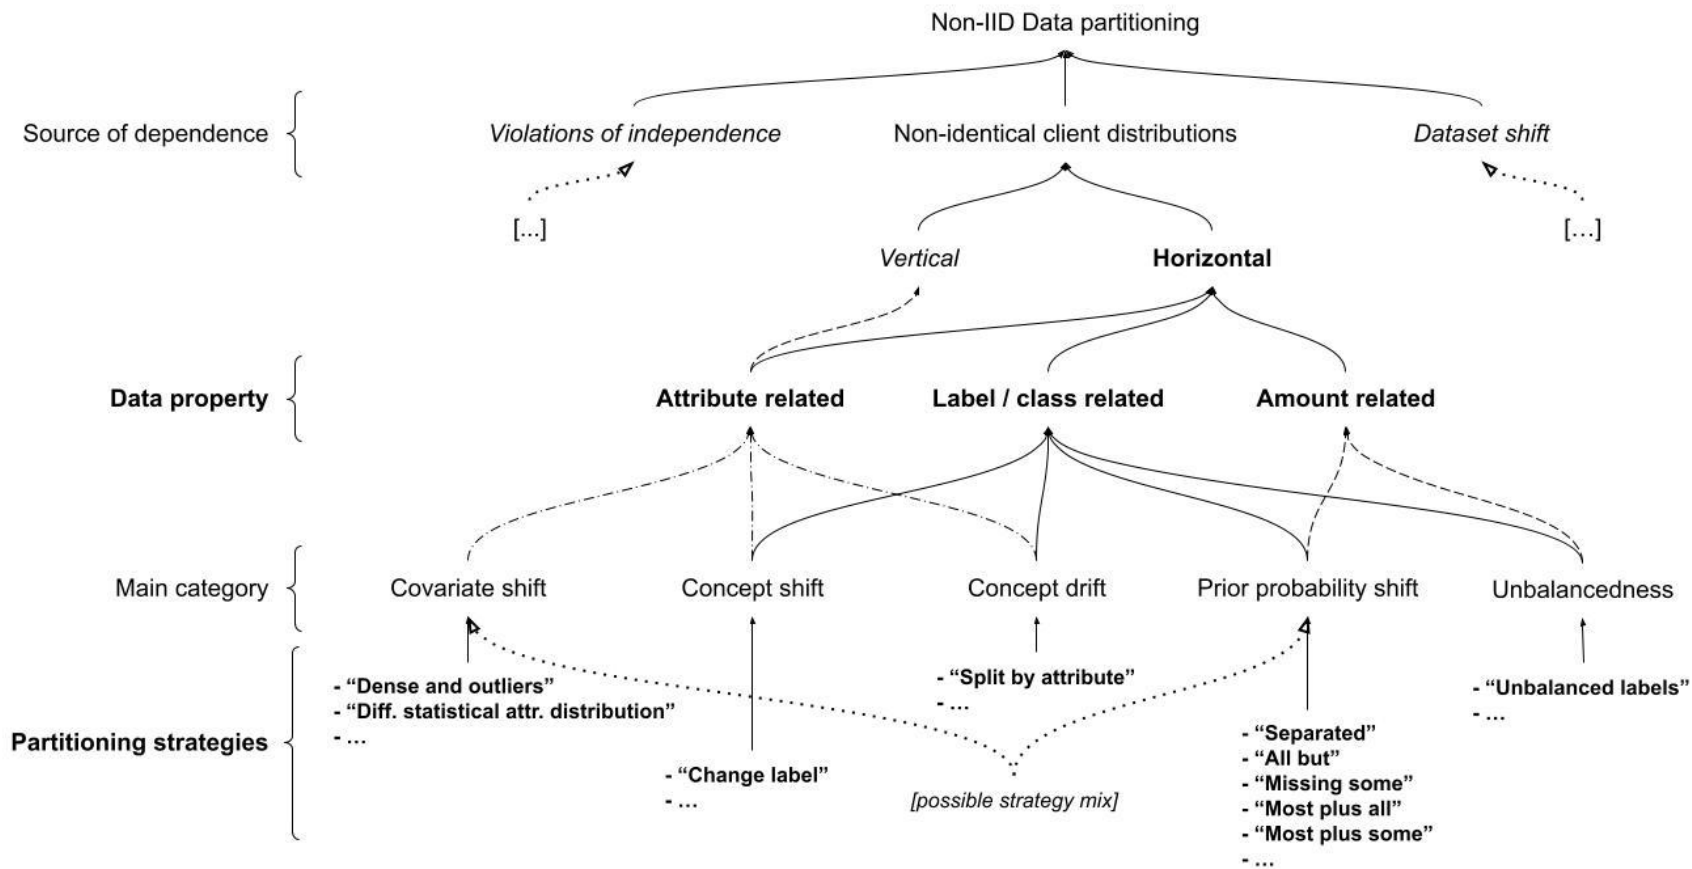 Non-IID Data partitioning
Source of dependence
Violations of independence
Non-identical client distributions
Dataset shift
[...]
[...]
Vertical
Horizontal
Data property
Attribute related
Label / class related
Amount related
Main category
Covariate shift
Concept shift
Concept drift
Prior probability shift
Unbalancedness
Partitioning strategies
- “Dense and outliers”
- “Diff. statistical attr. distribution”
- ...
- “Change label”
- ...
- “Split by attribute”
- ...
[possible strategy mix]
- “Separated”
- “All but”
- “Missing some”
- “Most plus all”
- “Most plus some”
- ...
- “Unbalanced labels”
- ...